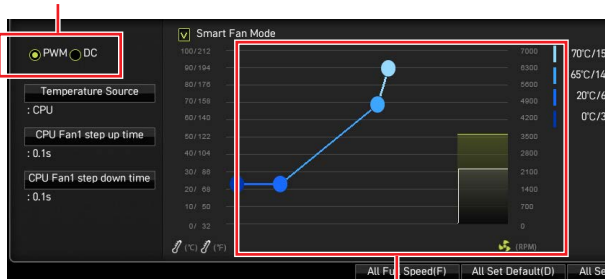 Smart Fan Mode
PWM DC
Temperature Source
: CPU
CPU Fan1 step up time
: 0.1s
CPU Fan1 step down time
: 0.1s
100/212
90/194
80/176
70/158
60/140
50/122
40/104
30/ 86
20/ 68
10/ 50
0/ 32
(°C) (°F)
7000
6300
5600
4900
4200
3500
2800
2100
1400
700
0
(RPM)
70°C/15
65°C/14
20°C/6
0°C/3
All Full Speed(F) All Set Default(D) All Se